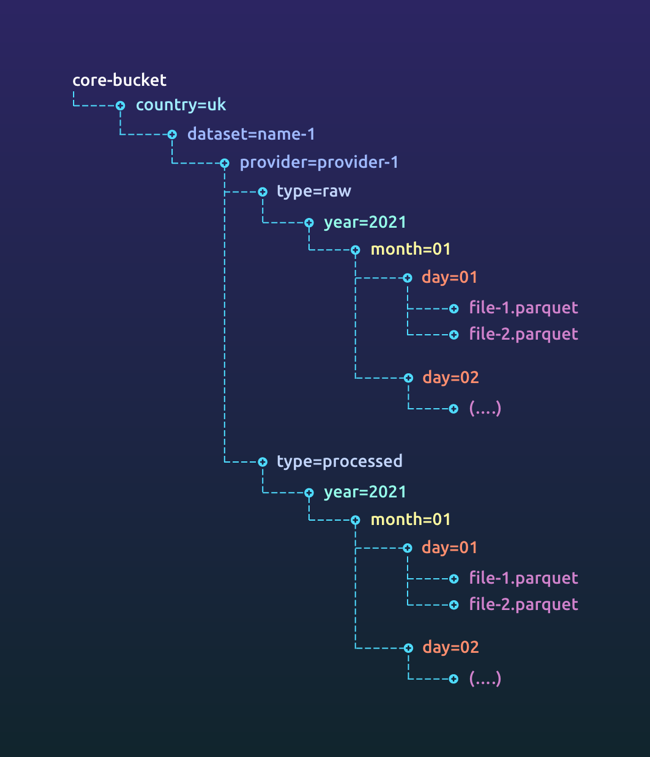 core-bucket
country=uk
dataset=name-1
provider=provider-1
type=raw
year=2021
month=01
day=01
file-1.parquet
file-2.parquet
day=02
(....)
type=processed
year=2021
month=01
day=01
file-1.parquet
file-2.parquet
day=02
(....)